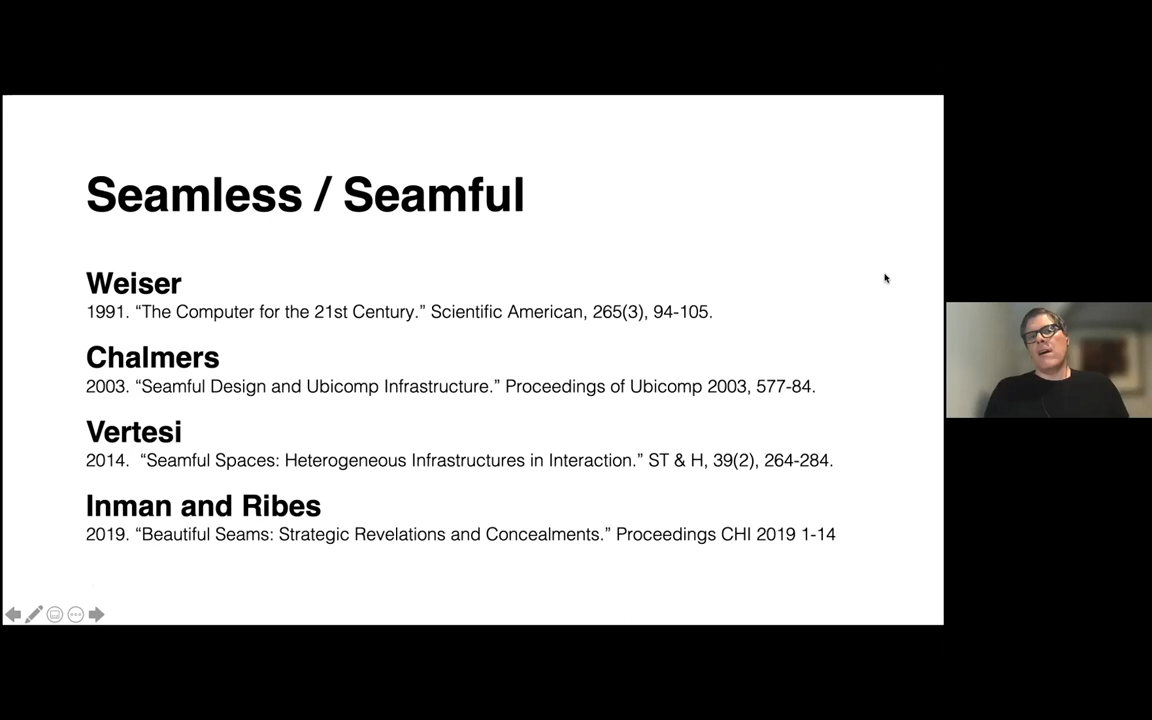 Seamless / Seamful
Weiser
1991. “The Computer for the 21st Century.” Scientific American, 265(3), 94-105.
Chalmers
2003. “Seamful Design and Ubicomp Infrastructure.” Proceedings of Ubicomp 2003, 577-84.
Vertesi
2014. “Seamful Spaces: Heterogeneous Infrastructures in Interaction.” ST & H, 39(2), 264-284.
Inman and Ribes
2019. “Beautiful Seams: Strategic Revelations and Concealments.” Proceedings CHI 2019 1-14